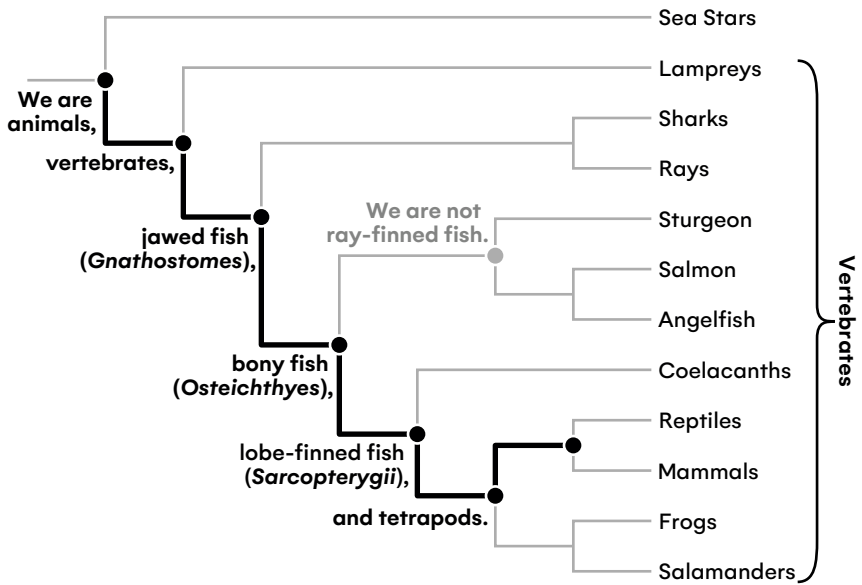 Sea Stars
We are
animals,
Lampreys
vertebrates,
Sharks
Rays
jawed fish
(Gnathostomes),
We are not
ray-finned fish.
Sturgeon
Salmon
Angelfish
bony fish
(Osteichthyes),
Coelacanths
lobe-finned fish
(Sarcopterygii),
Reptiles
Mammals
and tetrapods.
Frogs
Salamanders
Vertebrates